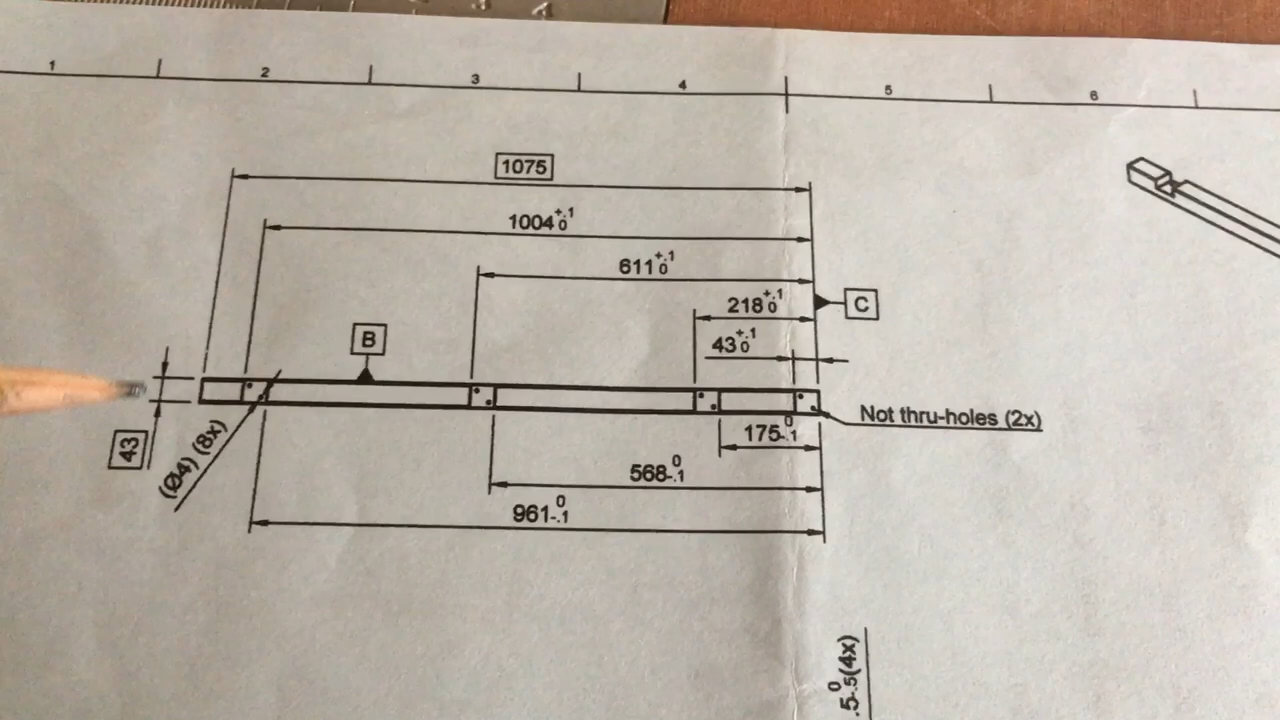 3 4
1 2 3 4 5 6
1075
1004 +.1 0
611 +.1 0
218 +.1 0
C
43 +.1 0
B
Not thru-holes (2x)
175 0 -.1
43
(Ø4) (8x)
568 0 -.1
961 0 -.1
.5 0 -.5 (4x)